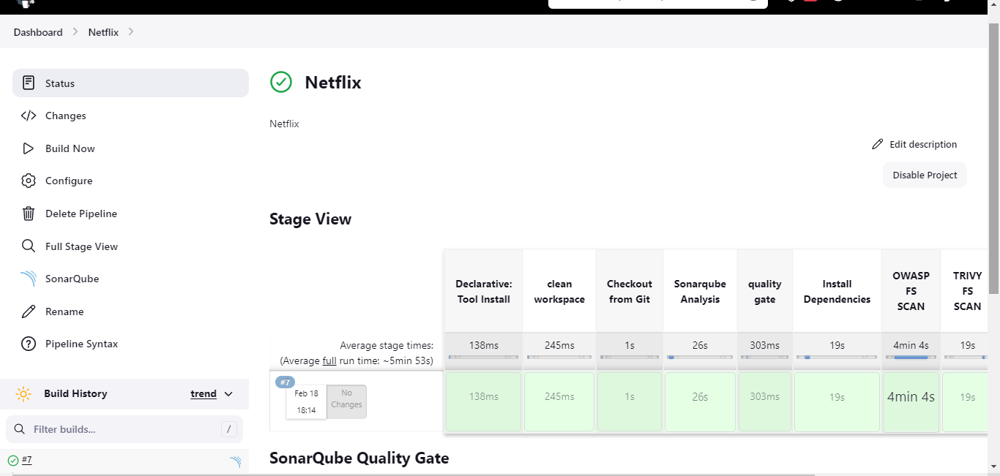 Dashboard
Netflix
Status
Changes
Build Now
Configure
Delete Pipeline
Full Stage View
SonarQube
Rename
Pipeline Syntax
Build History
trend
Filter builds...
/
#7
Netflix
Netflix
Edit description
Disable Project
Stage View
Declarative:
Tool Install
clean
workspace
Checkout
from Git
Sonarqube
Analysis
quality
gate
Install
Dependencies
OWASP
FS
SCAN
TRIVY
FS
SCAN
Average stage times:
(Average full run time: ~5min 53s)
138ms
245ms
1s
26s
303ms
19s
4min 4s
19s
#7
Feb 18
18:14
No
Changes
138ms
245ms
1s
26s
303ms
19s
4min 4s
19s
SonarQube Quality Gate